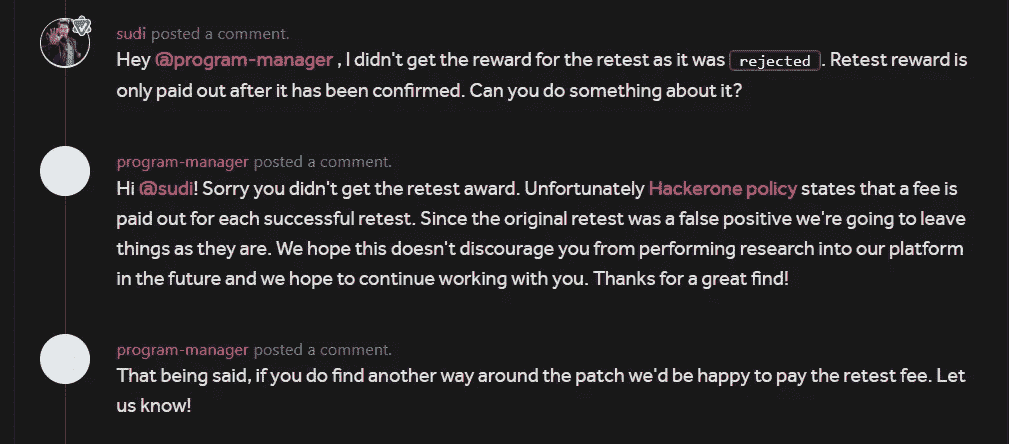 sudi posted a comment.
Hey @program-manager , I didn't get the reward for the retest as it was rejected . Retest reward is
only paid out after it has been confirmed. Can you do something about it?
program-manager posted a comment.
Hi @sudi! Sorry you didn't get the retest award. Unfortunately Hackerone policy states that a fee is
paid out for each successful retest. Since the original retest was a false positive we're going to leave
things as they are. We hope this doesn't discourage you from performing research into our platform
in the future and we hope to continue working with you. Thanks for a great find!
program-manager posted a comment.
That being said, if you do find another way around the patch we'd be happy to pay the retest fee. Let
us know!